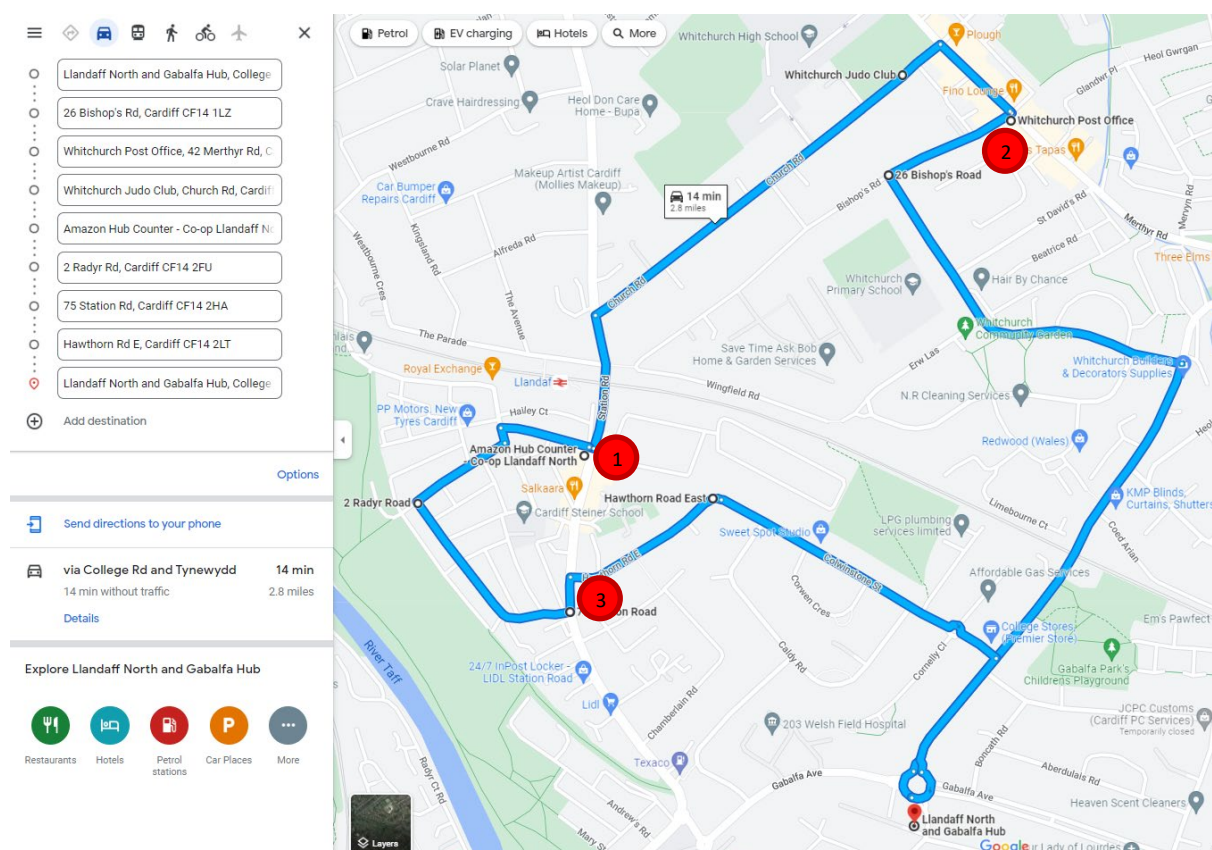 Llandaff North and Gabalfa Hub, College
26 Bishop's Rd, Cardiff CF14 1LZ
Whitchurch Post Office, 42 Merthyr Rd, C
Whitchurch Judo Club, Church Rd, Cardif
Amazon Hub Counter - Co-op Llandaff No
2 Radyr Rd, Cardiff CF14 2FU
75 Station Rd, Cardiff CF14 2HA
Hawthorn Rd E, Cardiff CF14 2LT
Llandaff North and Gabalfa Hub, College
Add destination
Options
Send directions to your phone
via College Rd and Tynewydd 14 min
14 min without traffic 2.8 miles
Details
Explore Llandaff North and Gabalfa Hub
Restaurants
Hotels
Petrol
stations
Car Places
More
Petrol
EV charging
Hotels
More
Whitchurch High School
Plough
Heol Gwrgan
Solar Planet
Whitchurch Judo Club
Glandwr Pl
Fino Lounge
Crave Hairdressing
Heol Don Care
Home - Bupa
Whitchurch Post Office
2
s Tapas
Westbourne Rd
Makeup Artist Cardiff
(Mollies Makeup)
Church Rd
26 Bishop's Road
Bishop's Rd
Car Bumper
Repairs Cardiff
14 min
2.8 miles
St David's Rd
Mervyn Rd
Merthyr Rd
Kingsland Rd
Alfreda Rd
Westbourne Cres
Beatrice Rd
Three Elms
Whitchurch
Primary School
Hair By Chance
The Avenue
Church Rd
Whitchurch
Community Garden
The Parade
Save Time Ask Bob
Home & Garden Services
Erw Las
Whitchurch Builders
& Decorators Supplies
Royal Exchange
Llandaf
Station Rd
Wingfield Rd
N.R Cleaning Services
PP Motors. New
Tyres Cardiff
Hailey Ct
Redwood (Wales)
Amazon Hub Counter
- Co-op Llandaff North
1
Salkaara
2 Radyr Road
Hawthorn Road East
Cardiff Steiner School
KMP Blinds,
Curtains, Shutters
Limebourne Ct
Coed Arian
Sweet Spot Studio
LPG plumbing
services limited
Corwen Cres
Affordable Gas Services
3
College Stores
(Premier Store)
Em's Pawfect
River Taff
Cornelly Cl
Caldy Rd
Gabalfa Park's
Childrens Playground
24/7 InPost Locker -
LIDL Station Road
Lidl
Chamberlain Rd
203 Welsh Field Hospital
JCPC Customs
(Cardiff PC Services)
Temporarily closed
Boncath Rd
Texaco
Radyr Ct Rd
Gabalfa Ave
Gabalfa Ave
Aberdulais Rd
Heaven Scent Cleaners
Andrew's Rd
Llandaff North
and Gabalfa Hub
Layers
Google
ur Lady of Lourdes